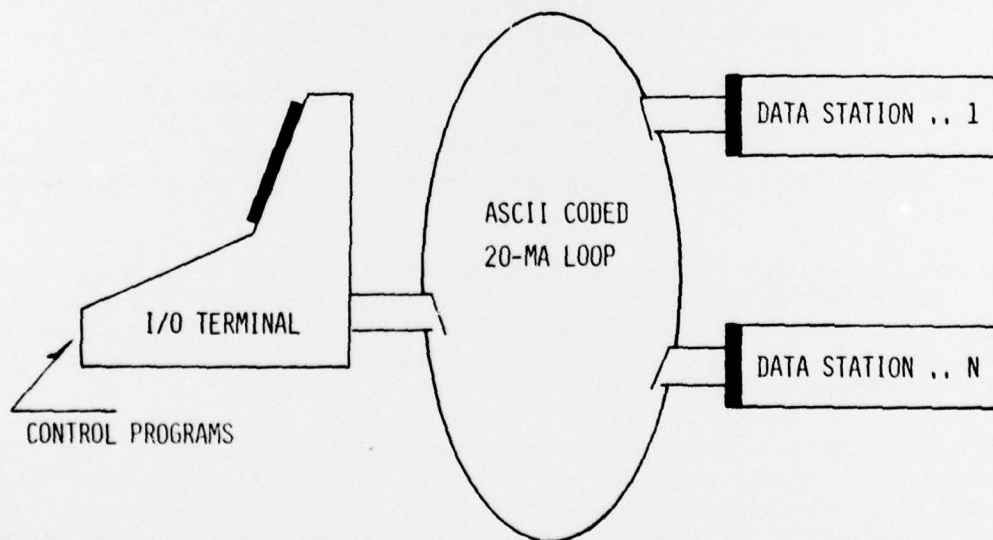 DATA STATION .. 1
ASCII CODED
20-MA LOOP
I/O TERMINAL
DATA STATION .. N
CONTROL PROGRAMS